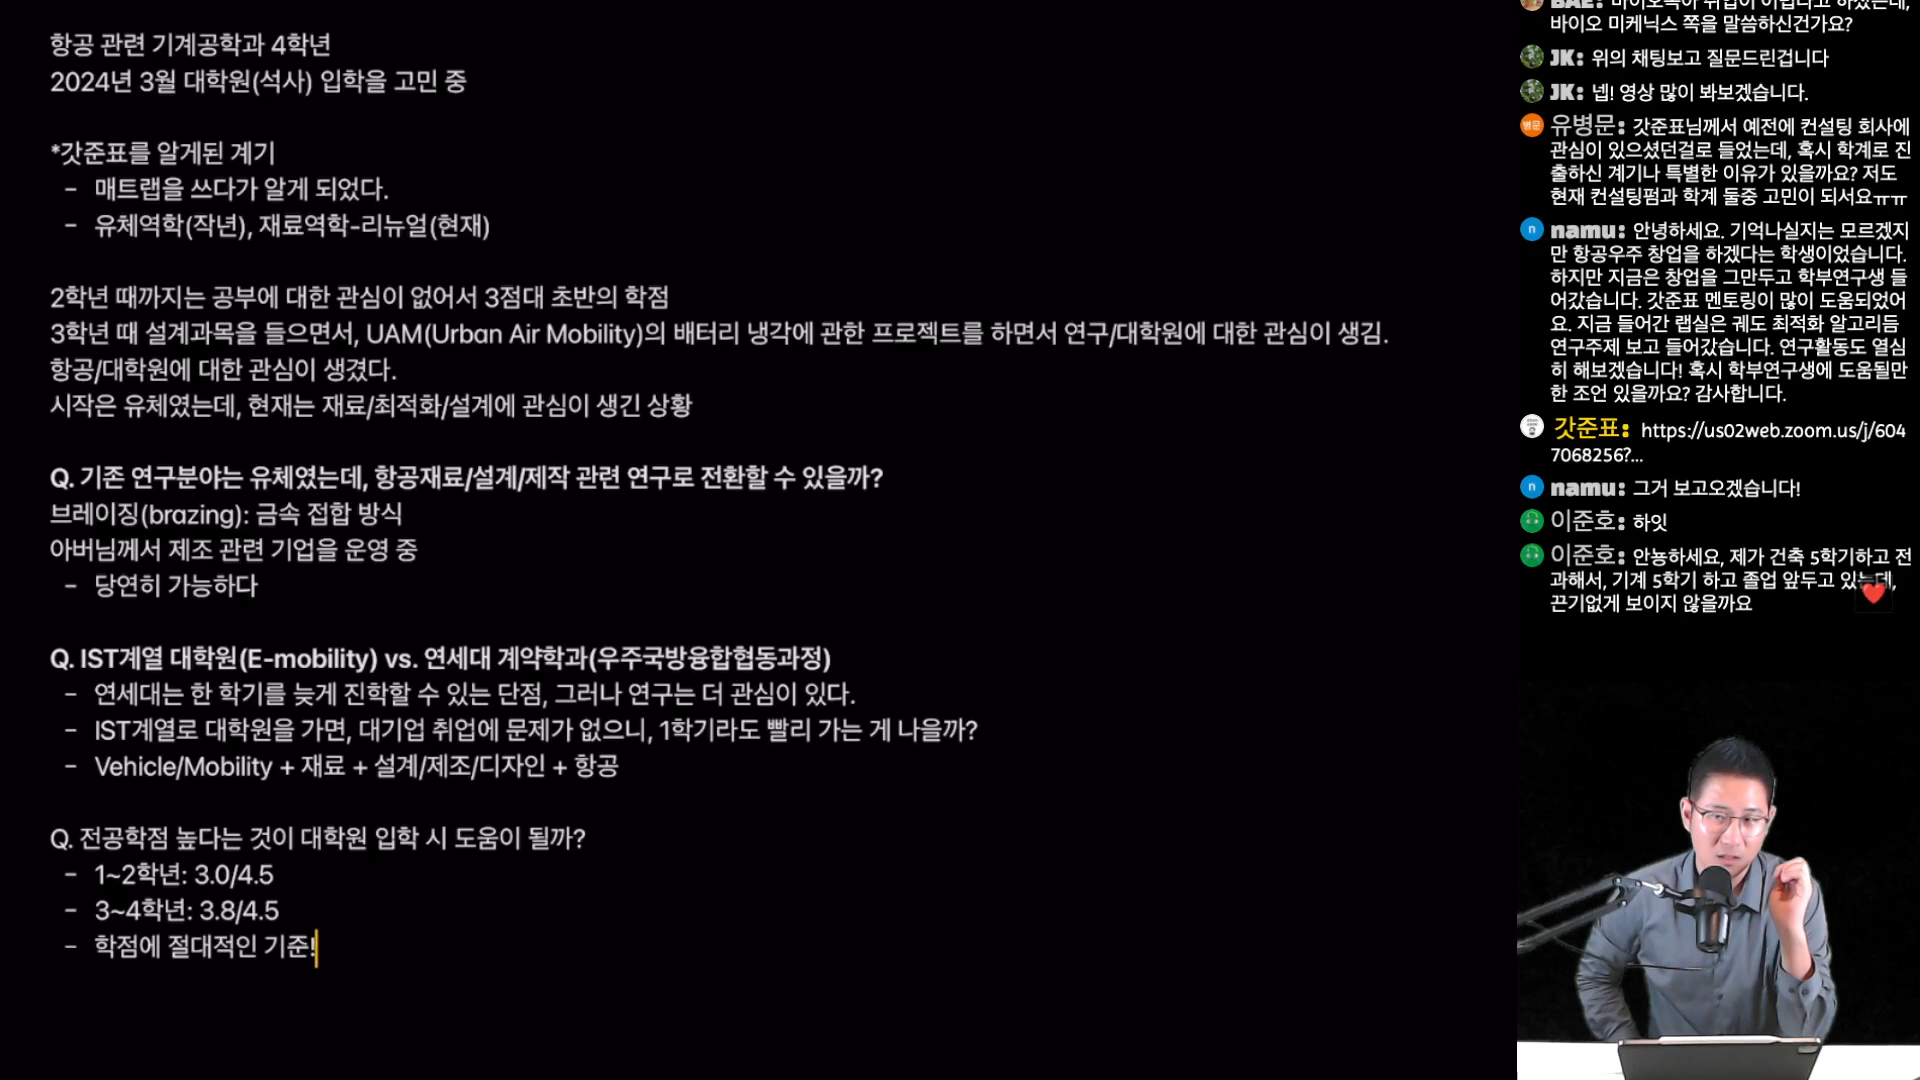 항공 관련 기계공학과 4학년
2024년 3월 대학원(석사) 입학을 고민 중
*갓준표를 알게된 계기
- 매트랩을 쓰다가 알게 되었다.
- 유체역학(작년), 재료역학-리뉴얼(현재)
2학년 때까지는 공부에 대한 관심이 없어서 3점대 초반의 학점
3학년 때 설계과목을 들으면서, UAM(Urban Air Mobility)의 배터리 냉각에 관한 프로젝트를 하면서 연구/대학원에 대한 관심이 생김.
항공/대학원에 대한 관심이 생겼다.
시작은 유체였는데, 현재는 재료/최적화/설계에 관심이 생긴 상황
Q. 기존 연구분야는 유체였는데, 항공재료/설계/제작 관련 연구로 전환할 수 있을까?
브레이징(brazing): 금속 접합 방식
아버님께서 제조 관련 기업을 운영 중
- 당연히 가능하다
Q. IST계열 대학원(E-mobility) vs. 연세대 계약학과(우주국방융합협동과정)
- 연세대는 한 학기를 늦게 진학할 수 있는 단점, 그러나 연구는 더 관심이 있다.
- IST계열로 대학원을 가면, 대기업 취업에 문제가 없으니, 1학기라도 빨리 가는 게 나을까?
- Vehicle/Mobility + 재료 + 설계/제조/디자인 + 항공
Q. 전공학점 높다는 것이 대학원 입학 시 도움이 될까?
- 1~2학년: 3.0/4.5
- 3~4학년: 3.8/4.5
- 학점에 절대적인 기준!
바이오 미케닉스 쪽을 말씀하신건가요?
JK: 위의 채팅보고 질문드린겁니다
JK: 넵! 영상 많이 봐보겠습니다.
병문 유병문: 갓준표님께서 예전에 컨설팅 회사에
관심이 있으셨던걸로 들었는데, 혹시 학계로 진
출하신 계기나 특별한 이유가 있을까요? 저도
현재 컨설팅펌과 학계 둘중 고민이 되서요ㅠㅠ
n namu: 안녕하세요. 기억나실지는 모르겠지
만 항공우주 창업을 하겠다는 학생이었습니다.
하지만 지금은 창업을 그만두고 학부연구생 들
어갔습니다. 갓준표 멘토링이 많이 도움되었어
요. 지금 들어간 랩실은 궤도 최적화 알고리듬
연구주제 보고 들어갔습니다. 연구활동도 열심
히 해보겠습니다! 혹시 학부연구생에 도움될만
한 조언 있을까요? 감사합니다.
갓준표: https://us02web.zoom.us/j/604
7068256?...
n namu: 그거 보고오겠습니다!
이준호: 하잇
이준호: 안뇽하세요, 제가 건축 5학기하고 전
과해서, 기계 5학기 하고 졸업 앞두고 있는데,
끈기없게 보이지 않을까요